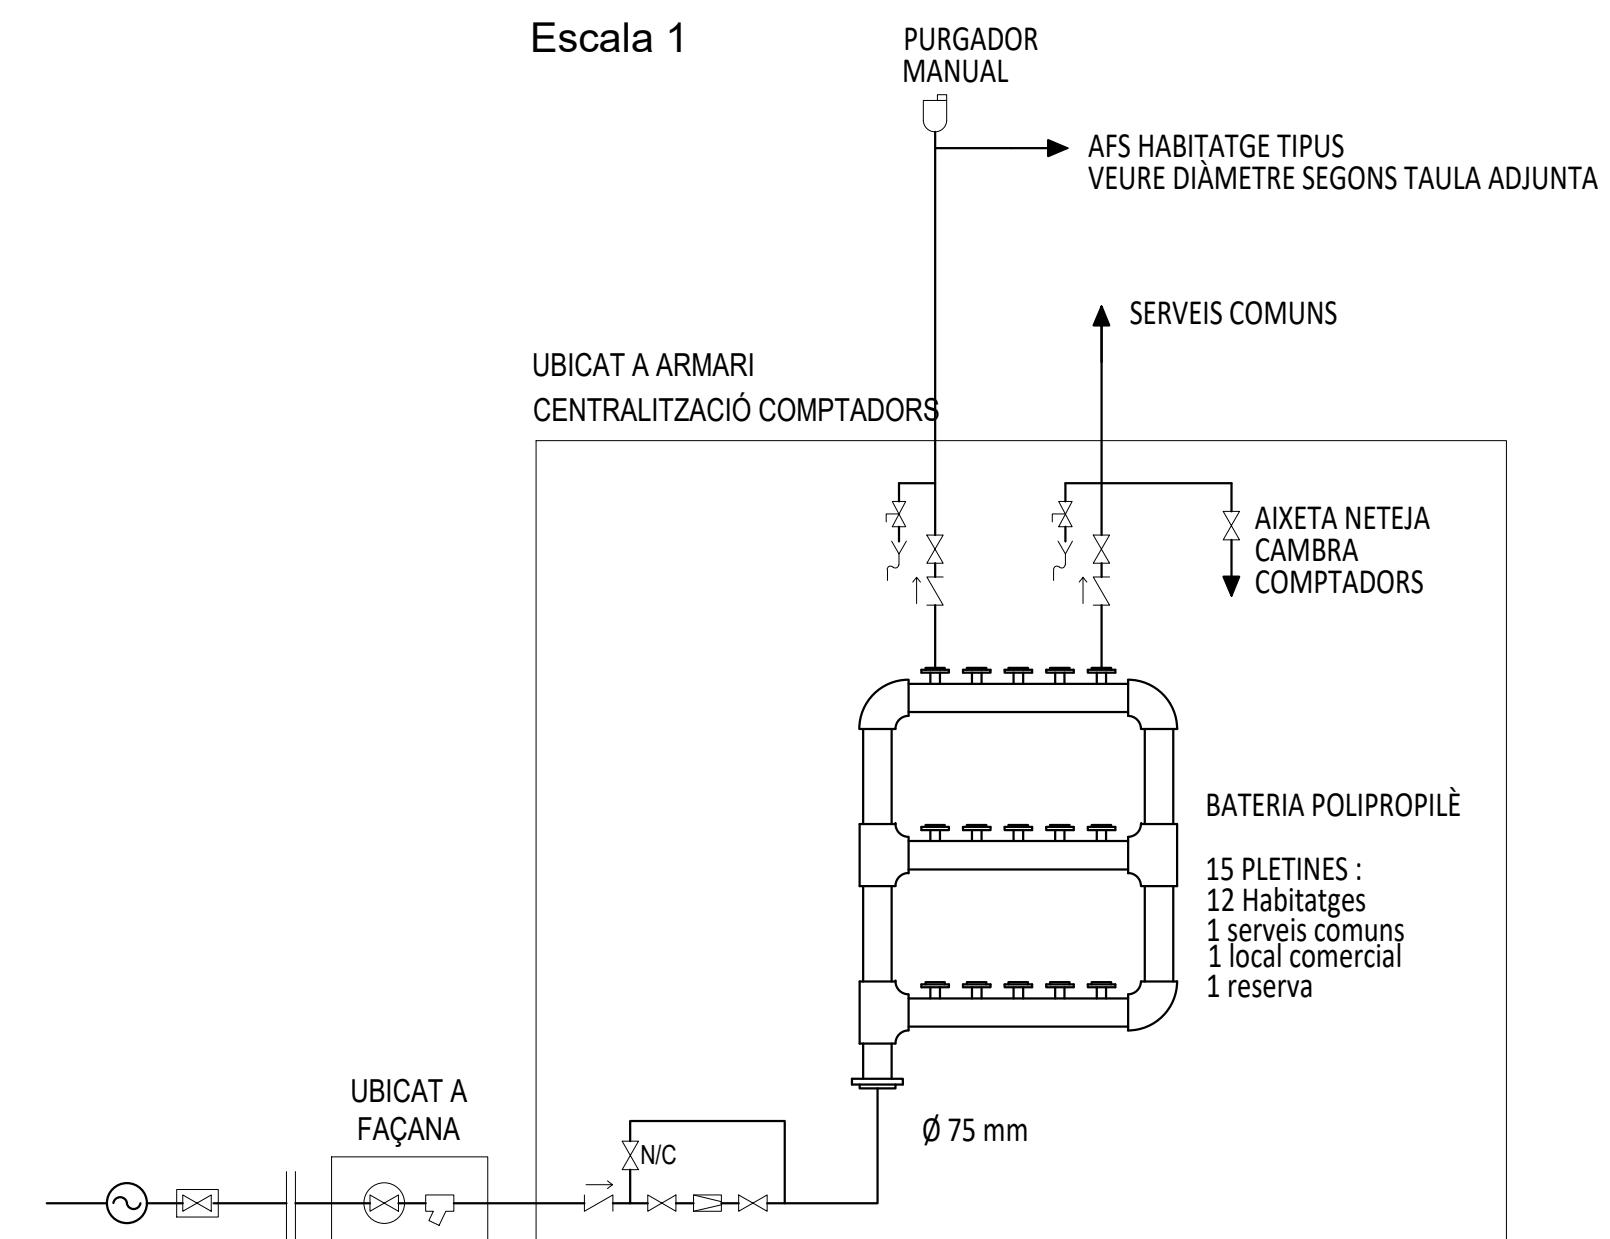 Escala 1
PURGADOR
MANUAL
AFS HABITATGE TIPUS
VEURE DIÀMETRE SEGONS TAULA ADJUNTA
SERVEIS COMUNS
UBICAT A ARMARI
CENTRALITZACIÓ COMPTADORS
AIXETA NETEJA
CAMBRA
COMPTADORS
BATERIA POLIPROPILÈ
15 PLETINES :
12 Habitatges
1 serveis comuns
1 local comercial
1 reserva
UBICAT A
FAÇANA
Ø 75 mm
N/C